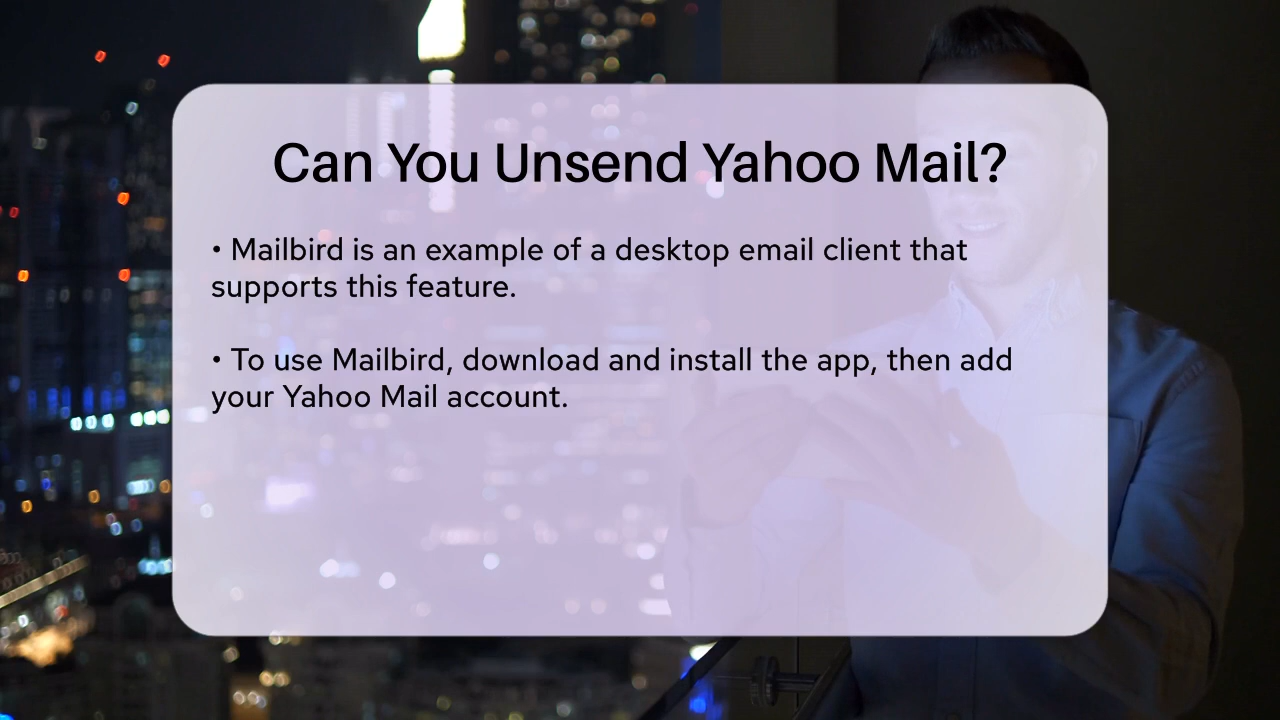 Can You Unsend Yahoo Mail?
• Mailbird is an example of a desktop email client that
supports this feature.
• To use Mailbird, download and install the app, then add
your Yahoo Mail account.